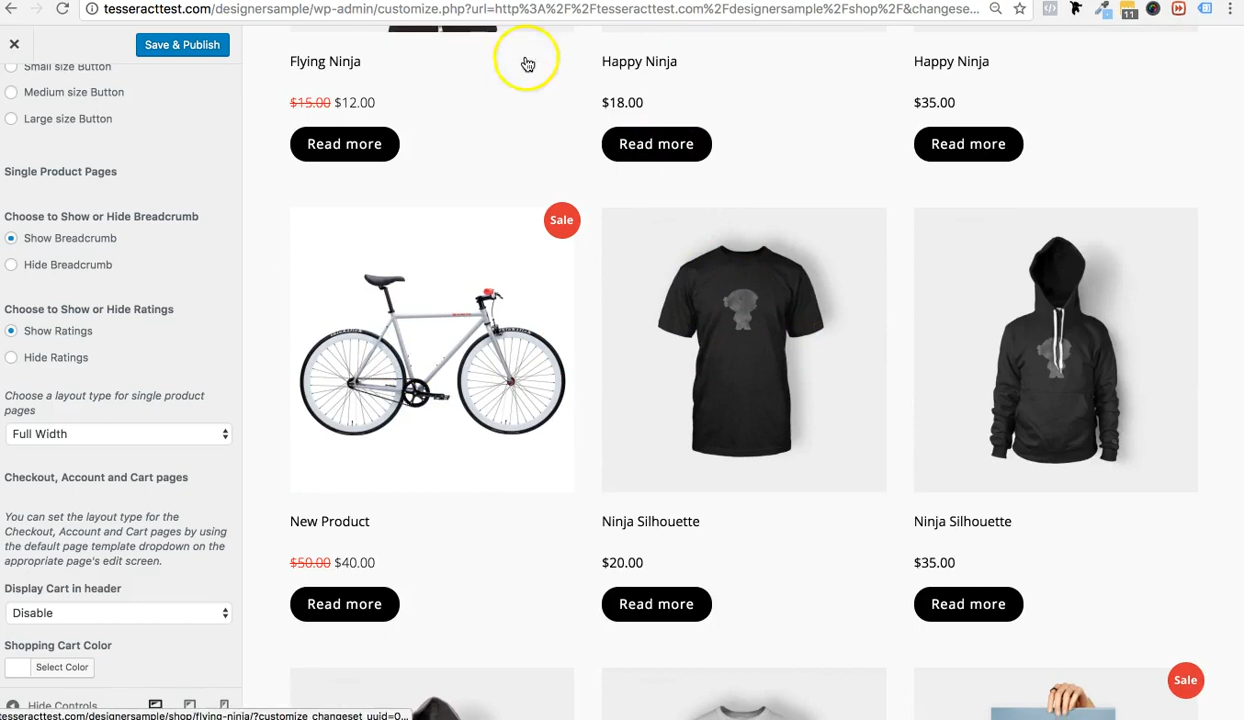 tesseracttest.com/designersample/wp-admin/customize.php?url=http%3A%2F%2Ftesseracttest.com%2Fdesignersample%2Fshop%2F&changese...
11
Save & Publish
Small size Button
Medium size Button
Large size Button
Single Product Pages
Choose to Show or Hide Breadcrumb
Show Breadcrumb
Hide Breadcrumb
Choose to Show or Hide Ratings
Show Ratings
Hide Ratings
Choose a layout type for single product
pages
Full Width
Checkout, Account and Cart pages
You can set the layout type for the
Checkout, Account and Cart pages by using
the default page template dropdown on the
appropriate page's edit screen.
Display Cart in header
Disable
Shopping Cart Color
Select Color
Hide Controls
tesseracttest.com/designersample/shop/flying-ninja/?customize_changeset_uuid=0...
Flying Ninja
Happy Ninja
Happy Ninja
$15.00 $12.00
$18.00
$35.00
Read more
Read more
Read more
Sale
New Product
Ninja Silhouette
Ninja Silhouette
$50.00 $40.00
$20.00
$35.00
Read more
Read more
Read more
Sale